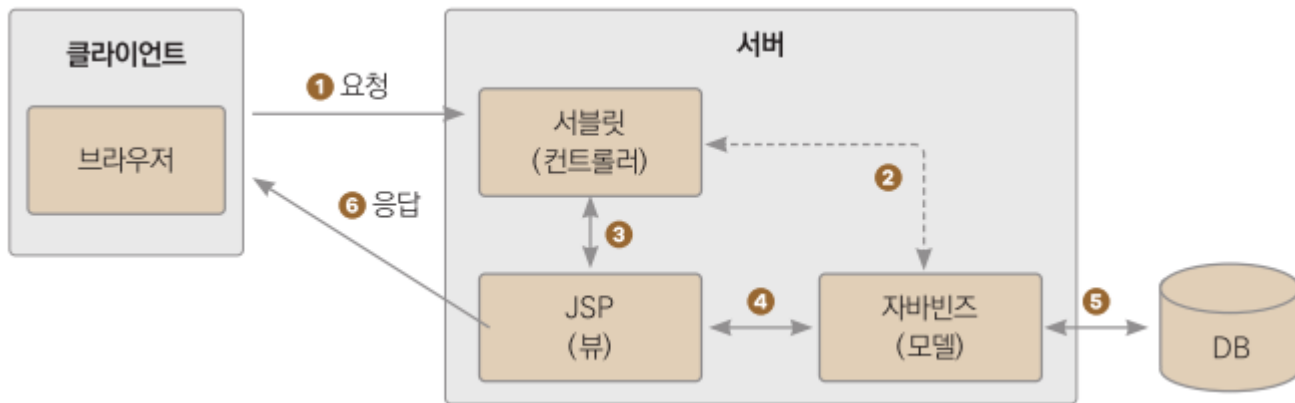 클라이언트
브라우저
❶ 요청
❻ 응답
서버
서블릿
(컨트롤러)
❷
❸
JSP
(뷰)
❹
자바빈즈
(모델)
❺
DB